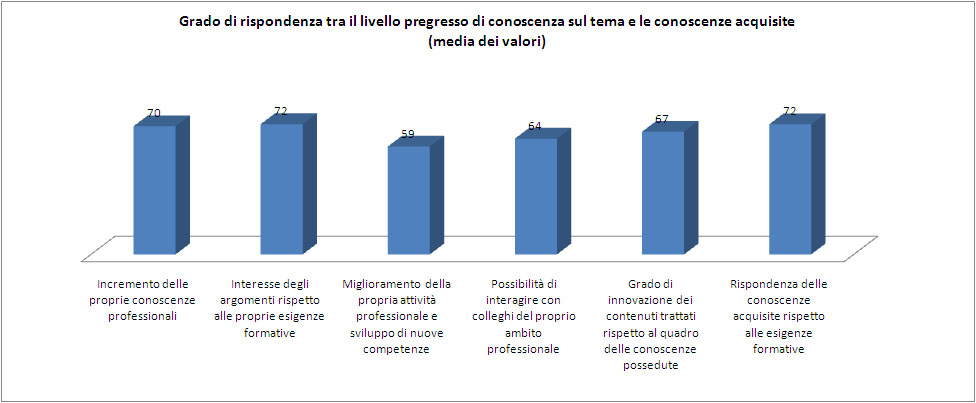 Grado di rispondenza tra il livello pregresso di conoscenza sul tema e le conoscenze acquisite
(media dei valori)
70
72
59
64
67
72
Incremento delle
proprie conoscenze
professionali
Interesse degli
argomenti rispetto
alle proprie esigenze
formative
Miglioramento della
propria attività
professionale e
sviluppo di nuove
competenze
Possibilità di
interagire con
colleghi del proprio
ambito
professionale
Grado di
innovazione dei
contenuti trattati
rispetto al quadro
delle conoscenze
possedute
Rispondenza delle
conoscenze
acquisite rispetto
alle esigenze
formative